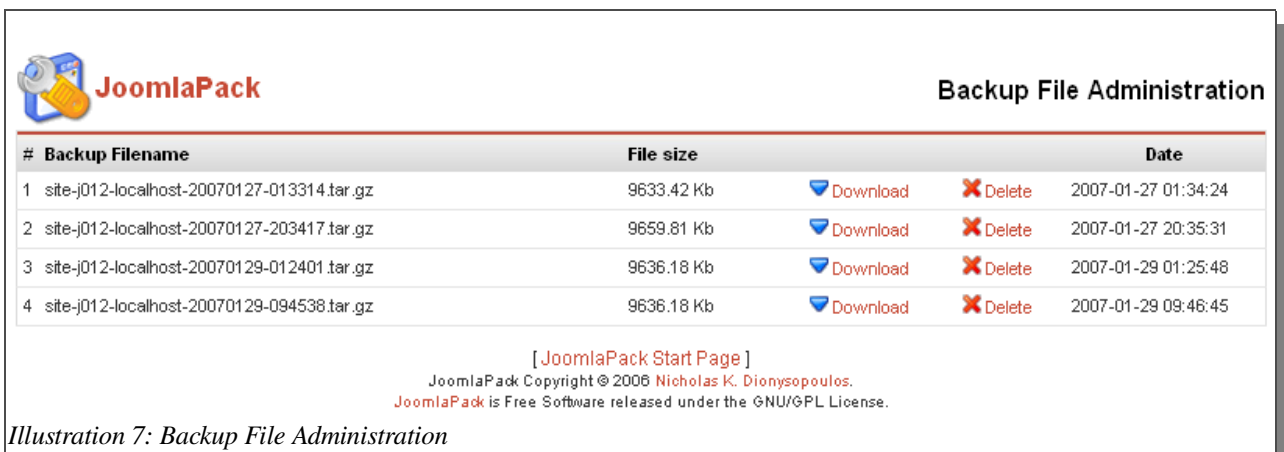 JoomlaPack
Backup File Administration
# Backup Filename File size Date
1 site-j012-localhost-20070127-013314.tar.gz 9633.42 Kb Download Delete 2007-01-27 01:34:24
2 site-j012-localhost-20070127-203417.tar.gz 9659.81 Kb Download Delete 2007-01-27 20:35:31
3 site-j012-localhost-20070129-012401.tar.gz 9636.18 Kb Download Delete 2007-01-29 01:25:48
4 site-j012-localhost-20070129-094538.tar.gz 9636.18 Kb Download Delete 2007-01-29 09:46:45
[ JoomlaPack Start Page ]
JoomlaPack Copyright © 2006 Nicholas K. Dionysopoulos.
JoomlaPack is Free Software released under the GNU/GPL License.
Illustration 7: Backup File Administration